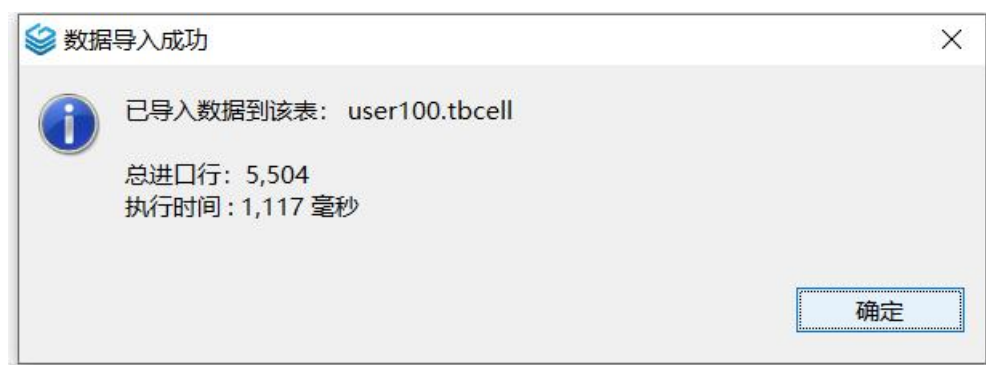 数据导入成功
已导入数据到该表： user100.tbcell
总进口行：5,504
执行时间 : 1,117 毫秒
确定